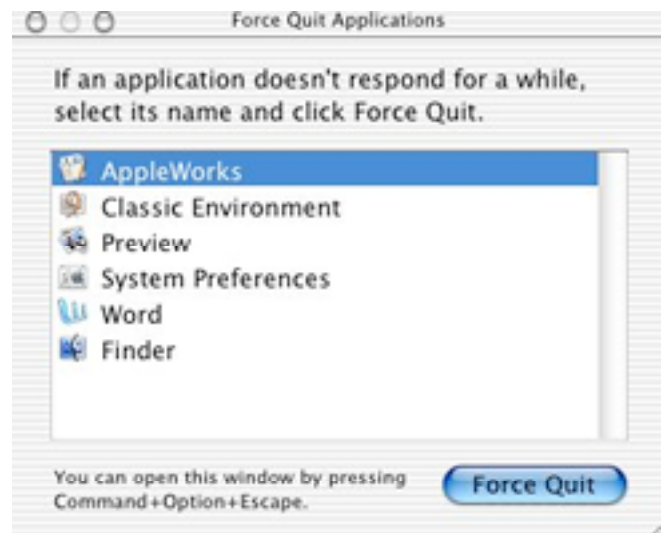 Force Quit Applications
If an application doesn't respond for a while,
select its name and click Force Quit.
AppleWorks
Classic Environment
Preview
System Preferences
Word
Finder
You can open this window by pressing
Command+Option+Escape.
Force Quit